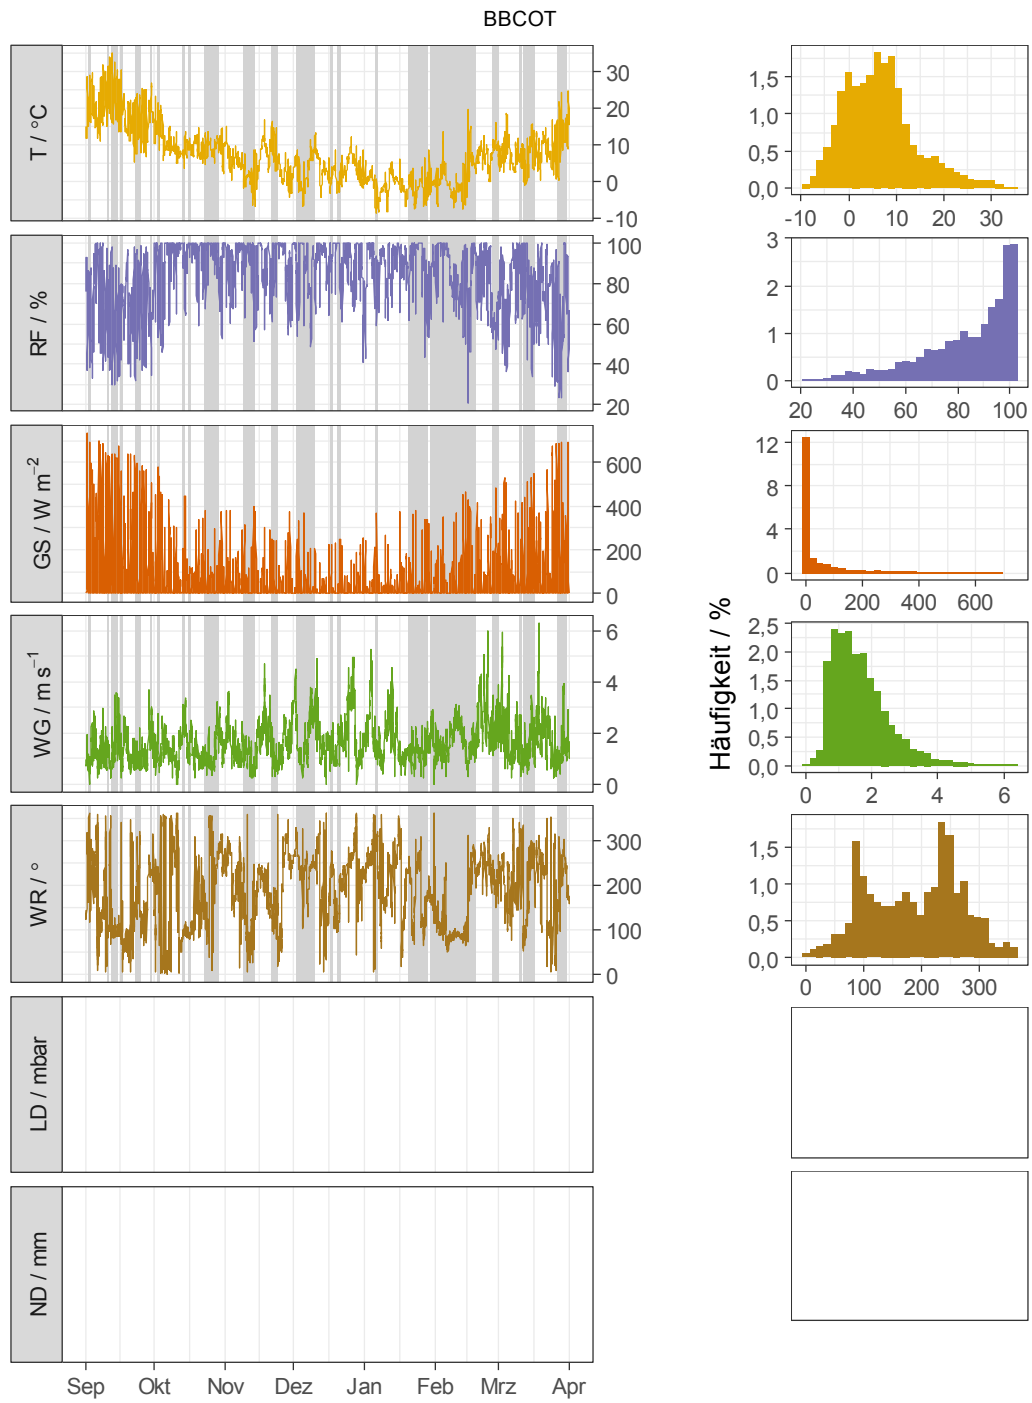 BBCOT
T / °C
30
20
10
0
-10
1,5
1,0
0,5
0,0
-10 0 10 20 30
RF / %
100
80
60
40
20
3
2
1
0
20 40 60 80 100
GS / W m⁻²
600
400
200
0
12
8
4
0
0 200 400 600
WG / m s⁻¹
6
4
2
0
Häufigkeit / %
2,5
2,0
1,5
1,0
0,5
0,0
0 2 4 6
WR / °
300
200
100
0
1,5
1,0
0,5
0,0
0 100 200 300
LD / mbar
ND / mm
Sep Okt Nov Dez Jan Feb Mrz Apr